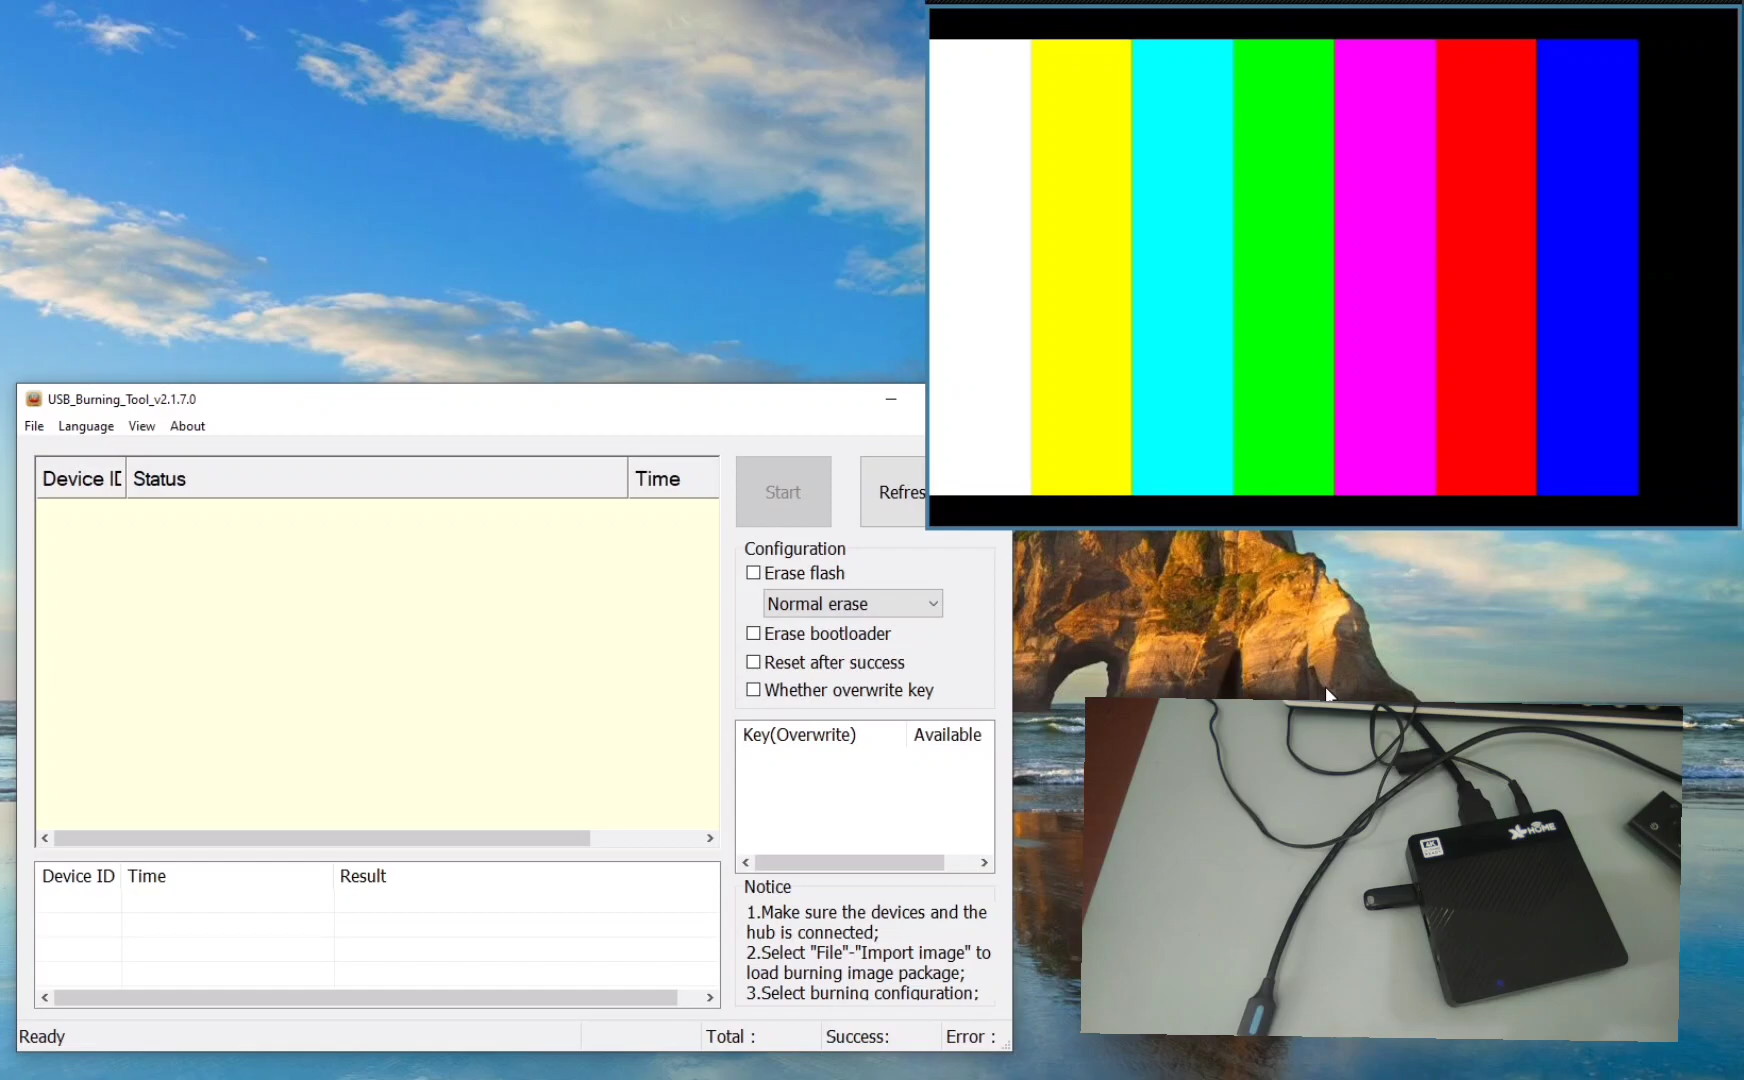 USB_Burning_Tool_v2.1.7.0
File Language View About
Device ID Status Time
Start
Refres
Configuration
Erase flash
Normal erase
Erase bootloader
Reset after success
Whether overwrite key
Key(Overwrite) Available
Device ID Time Result
Notice
1.Make sure the devices and the
hub is connected;
2.Select "File"-"Import image" to
load burning image package;
3.Select burning configuration;
Ready Total : Success: Error :
4K
HOME